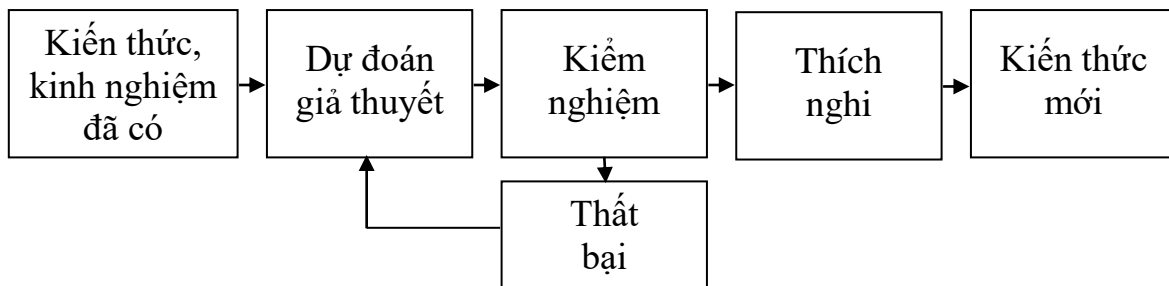 Kiến thức,
kinh nghiệm
đã có
Dự đoán
giả thuyết
Kiểm
nghiệm
Thích
nghi
Kiến thức
mới
Thất
bại